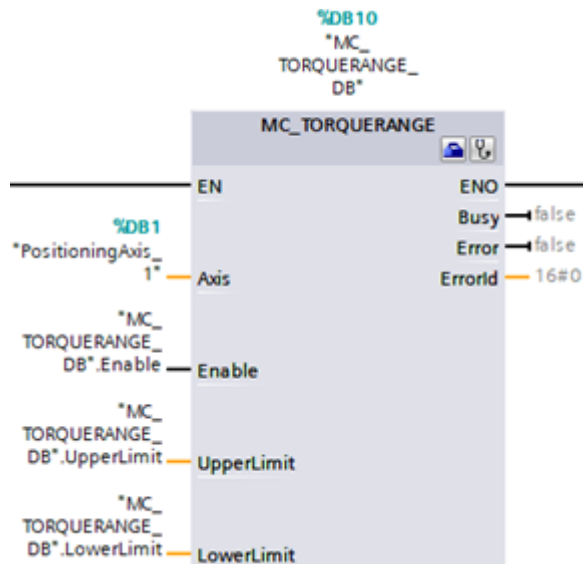 %DB10
"MC_
TORQUERANGE_
DB"
MC_TORQUERANGE
EN
ENO
Busy
false
%DB1
Error
false
"PositioningAxis_
1"
Axis
ErrorId
16#0
"MC_
TORQUERANGE_
DB".Enable
Enable
"MC_
TORQUERANGE_
DB".UpperLimit
UpperLimit
"MC_
TORQUERANGE_
DB".LowerLimit
LowerLimit